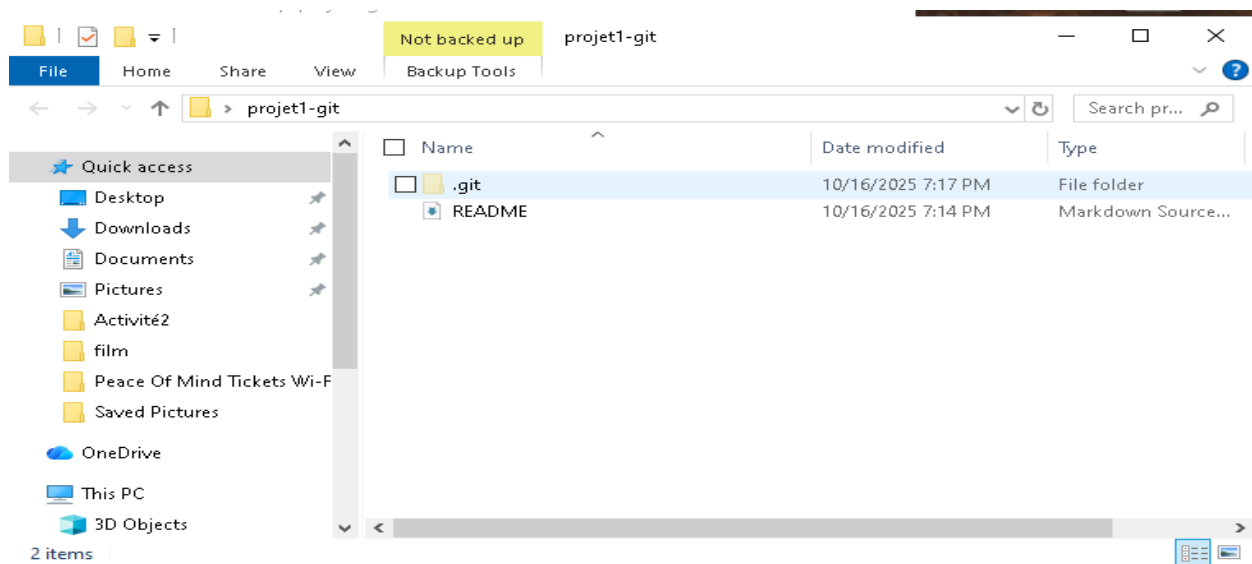 Not backed up projet1-git
File Home Share View Backup Tools
projet1-git Search pr...
Name Date modified Type
Quick access
.git 10/16/2025 7:17 PM File folder
Desktop
README 10/16/2025 7:14 PM Markdown Source...
Downloads
Documents
Pictures
Activité2
film
Peace Of Mind Tickets Wi-F
Saved Pictures
OneDrive
This PC
3D Objects
2 items